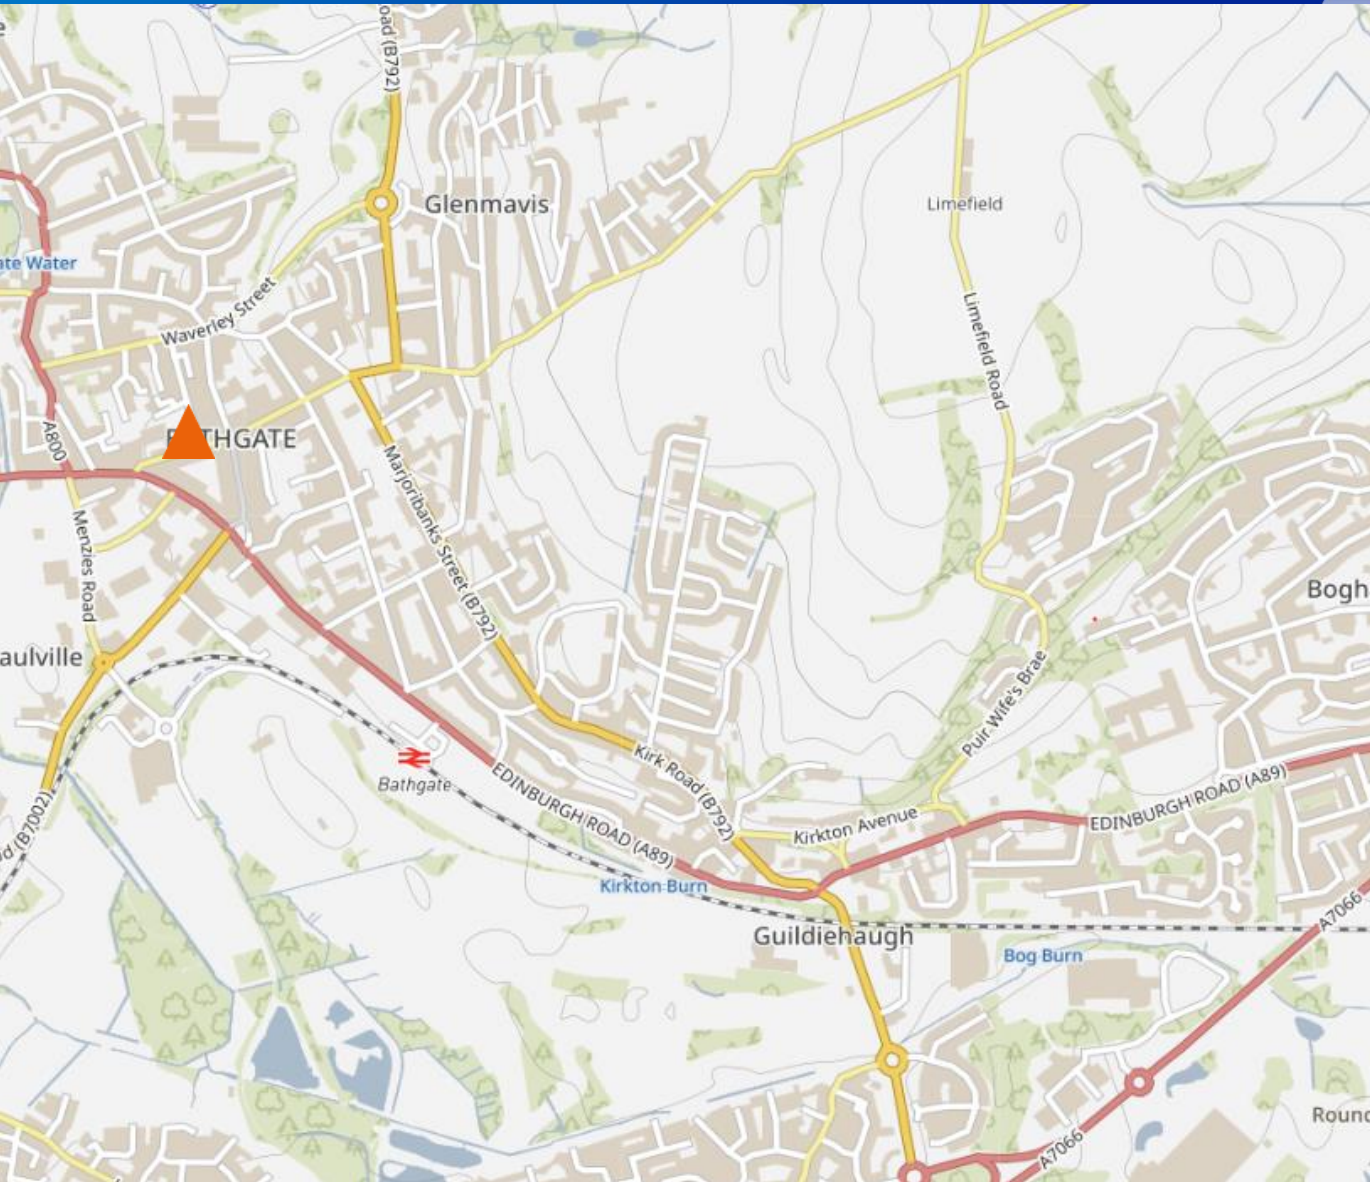 oad (B792)
Glenmavis
Limefield
ate Water
Waverley Street
Limefield Road
A800
THGATE
Marjoribanks Street (B792)
Menzies Road
Bogh
aulville
Puir Wife's Brae
Kirk Road (B792)
Bathgate
EDINBURGH ROAD (A89)
EDINBURGH ROAD (A89)
Kirkton Avenue
d (B7002)
Kirkton Burn
A7066
Guildiehaugh
Bog Burn
Round
A7066